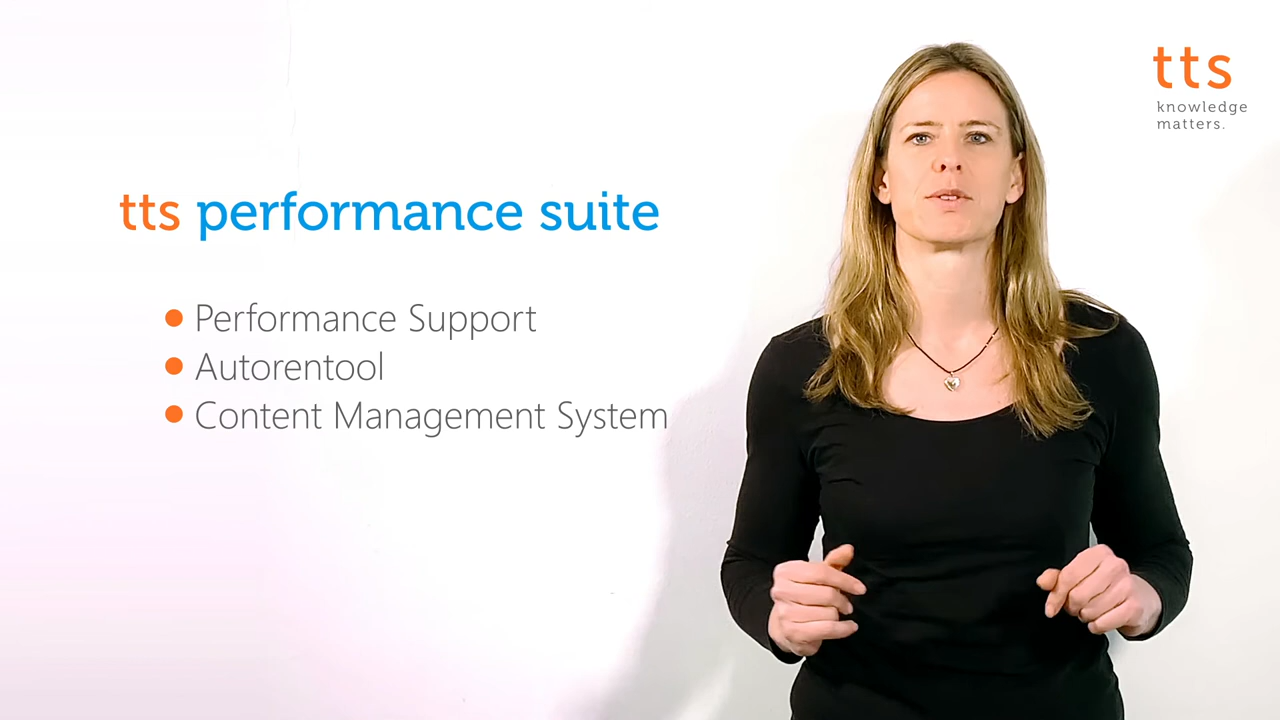 tts
knowledge
matters.
tts performance suite
Performance Support
Autorentool
Content Management System